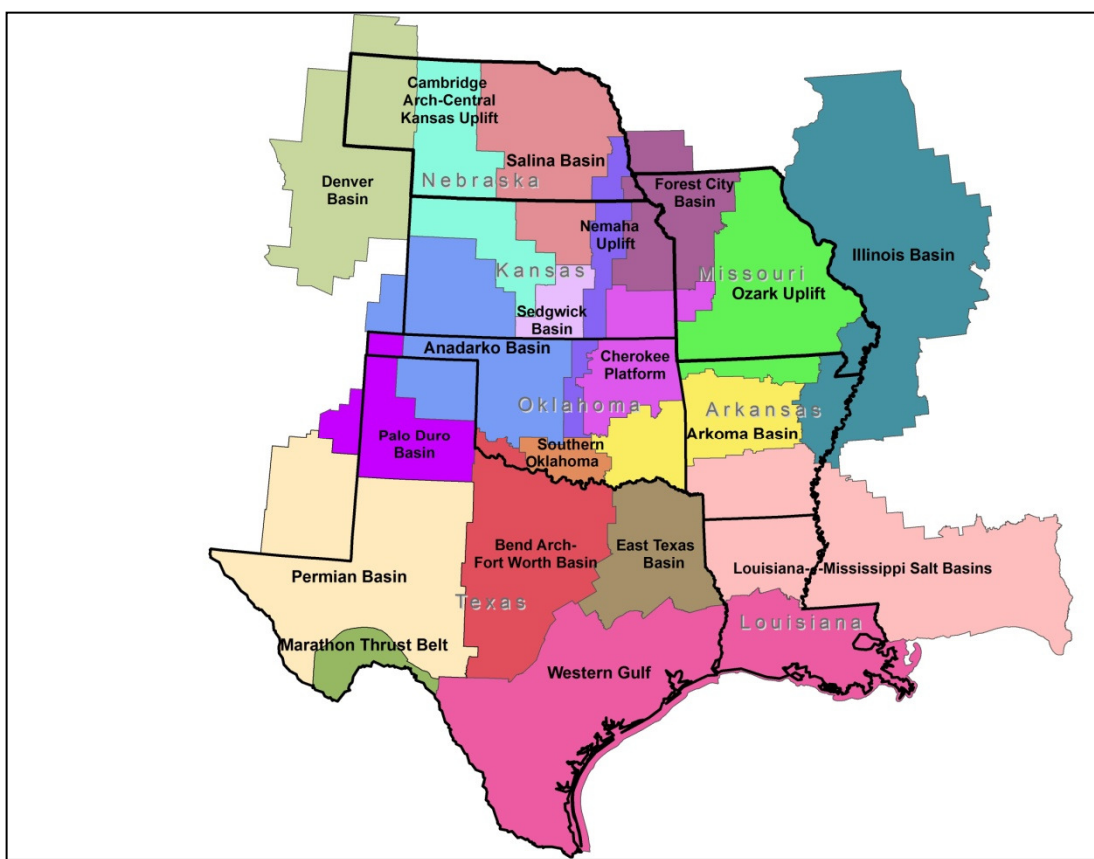 Cambridge
Arch-Central
Kansas Uplift
Salina Basin
Nebraska
Denver
Basin
Forest City
Basin
Nemaha
Uplift
Kansas
Missouri
Illinois Basin
Ozark Uplift
Sedgwick
Basin
Anadarko Basin
Cherokee
Platform
Oklahoma
Arkansas
Arkoma Basin
Palo Duro
Basin
Southern
Oklahoma
Bend Arch-
Fort Worth Basin
East Texas
Basin
Permian Basin
Louisiana--Mississippi Salt Basins
Texas
Louisiana
Marathon Thrust Belt
Western Gulf